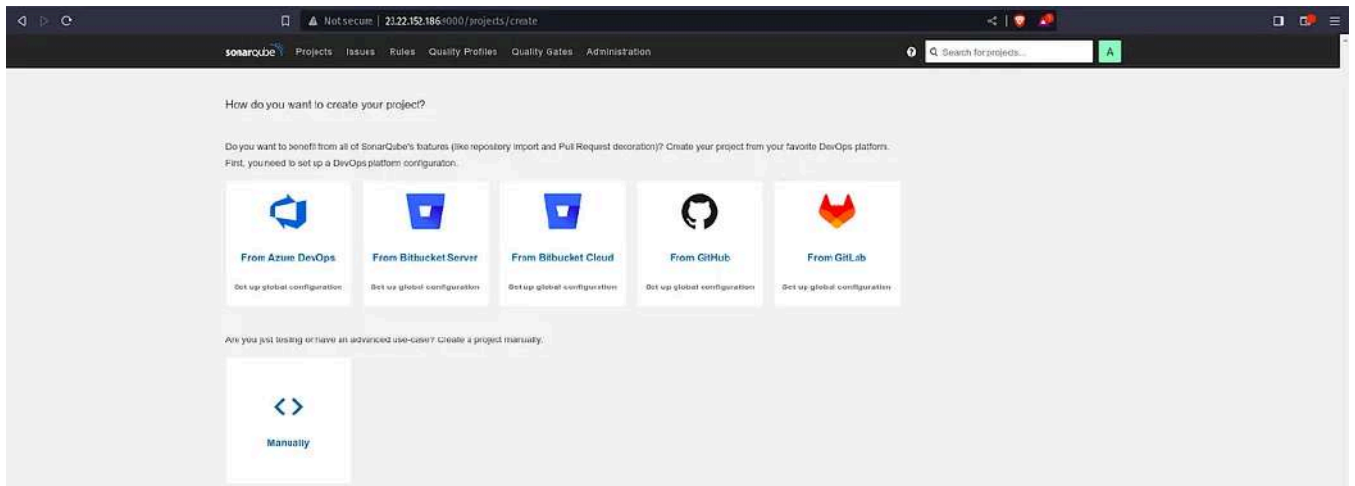 Not secure | 23.22.152.186:9000/projects/create
sonarqube Projects Issues Rules Quality Profiles Quality Gates Administration
Search for projects...
A
How do you want to create your project?
Do you want to benefit from all of SonarQube's features (like repository import and Pull Request decoration)? Create your project from your favorite DevOps platform.
First, you need to set up a DevOps platform configuration.
From Azure DevOps
From Bitbucket Server
From Bitbucket Cloud
From GitHub
From GitLab
Set up global configuration
Set up global configuration
Set up global configuration
Set up global configuration
Set up global configuration
Are you just testing or have an advanced use-case? Create a project manually.
Manually